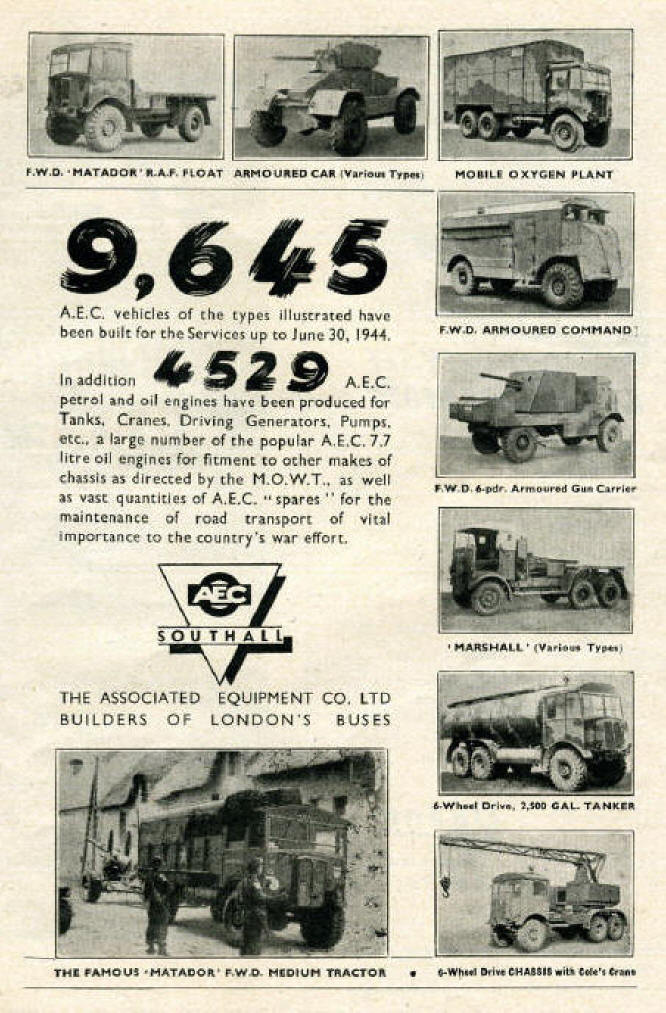 F.W.D. 'MATADOR' R.A.F. FLOAT
ARMOURED CAR (Various Types)
MOBILE OXYGEN PLANT
9,645
A.E.C. vehicles of the types illustrated have
been built for the Services up to June 30, 1944.
In addition 4529 A.E.C.
petrol and oil engines have been produced for
Tanks, Cranes, Driving Generators, Pumps,
etc., a large number of the popular A.E.C. 7.7
litre oil engines for fitment to other makes of
chassis as directed by the M.O.W.T., as well
as vast quantities of A.E.C. "spares" for the
maintenance of road transport of vital
importance to the country's war effort.
AEC
SOUTHALL
THE ASSOCIATED EQUIPMENT CO. LTD
BUILDERS OF LONDON'S BUSES
THE FAMOUS 'MATADOR' F.W.D. MEDIUM TRACTOR
F.W.D. ARMOURED COMMAND
F.W.D. 6-pdr. Armoured Gun Carrier
'MARSHALL' (Various Types)
6-Wheel Drive, 2,500 GAL. TANKER
6-Wheel Drive CHASSIS with Cole's Crane